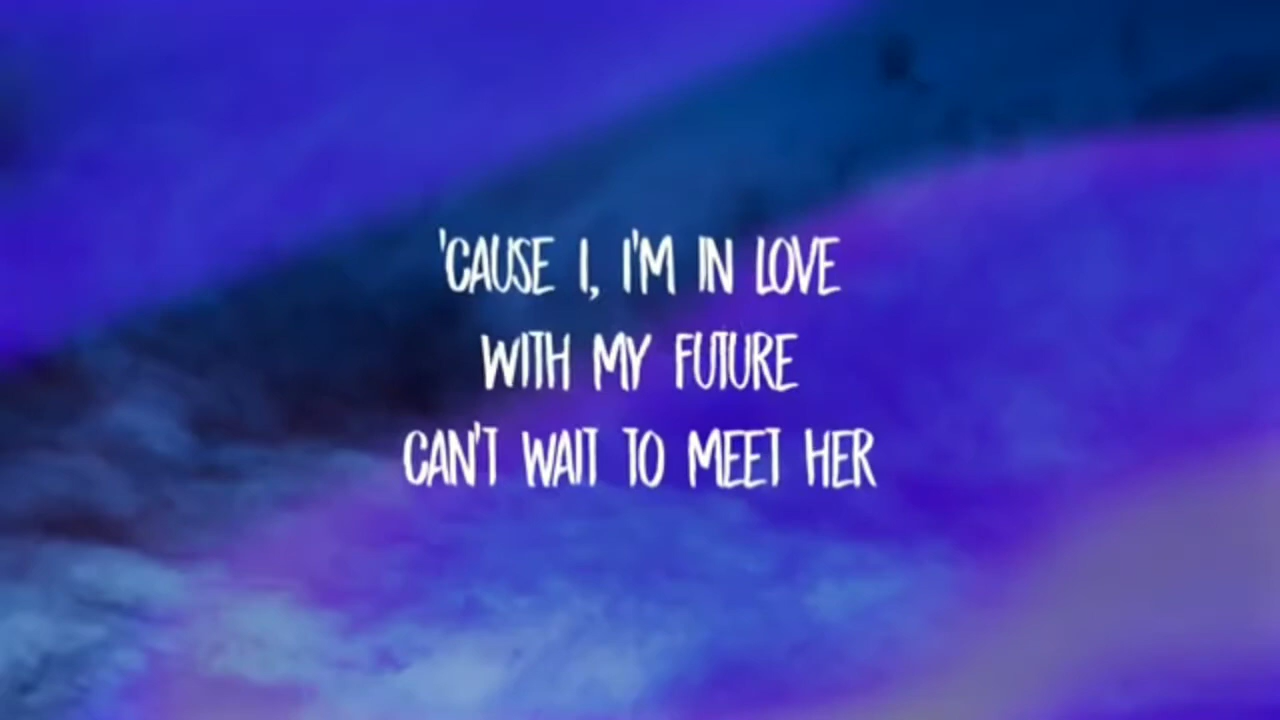 'CAUSE I, I'M IN LOVE
WITH MY FUTURE
CAN'T WAIT TO MEET HER